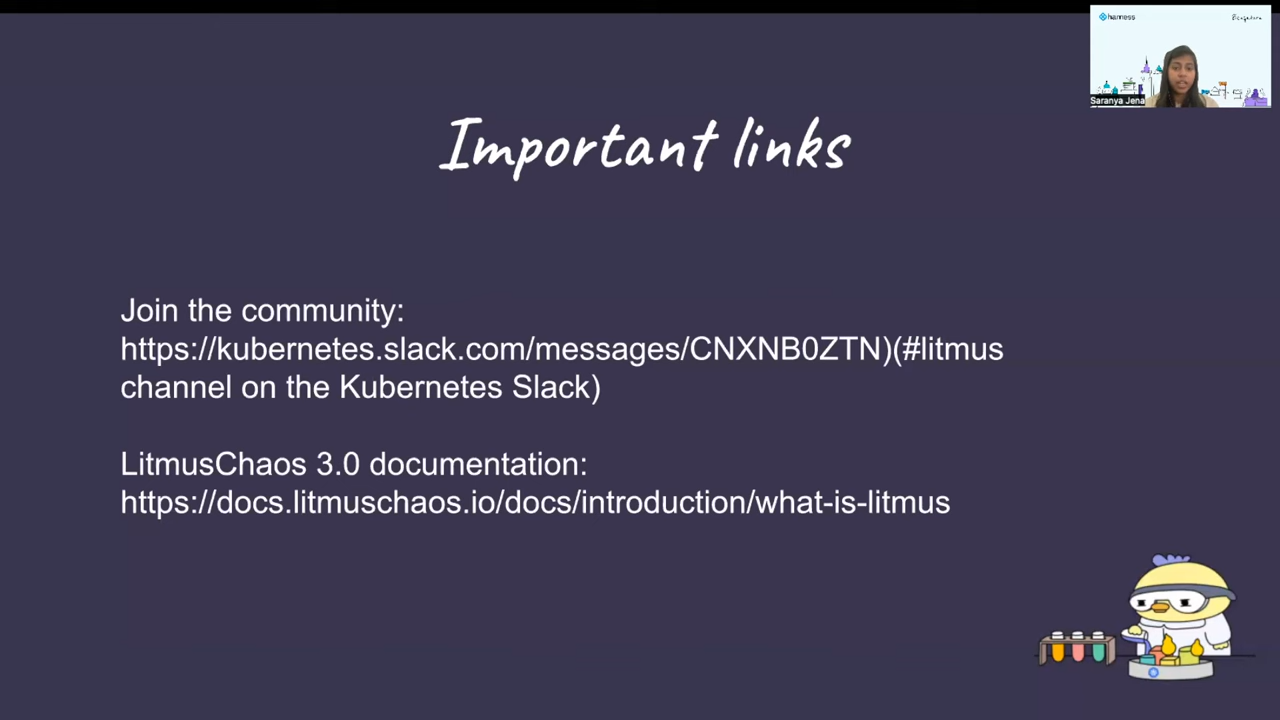 harness
Bengaluru
Saranya Jena
Important links
Join the community:
https://kubernetes.slack.com/messages/CNXNB0ZTN)(#litmus
channel on the Kubernetes Slack)
LitmusChaos 3.0 documentation:
https://docs.litmuschaos.io/docs/introduction/what-is-litmus